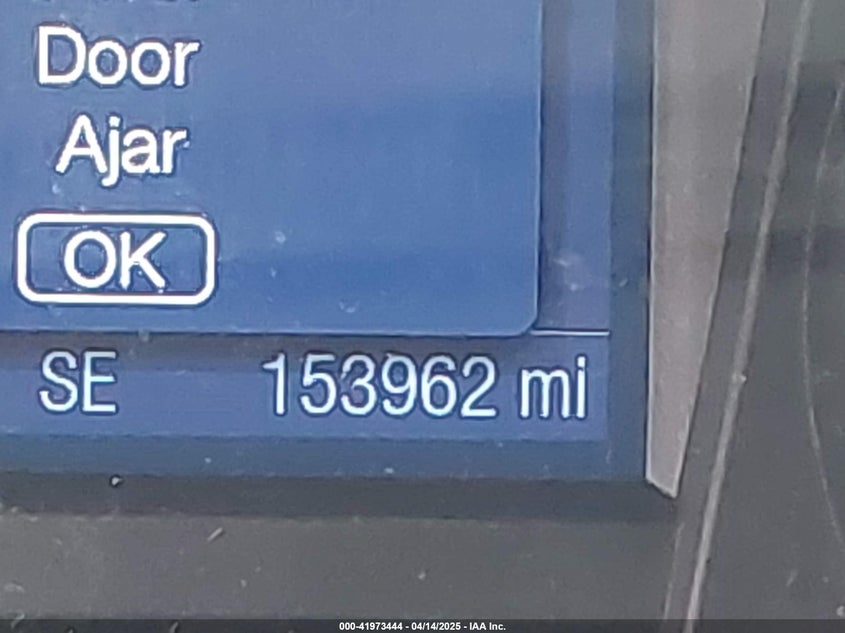 Door
Ajar
OK
SE 153962 mi
000-41973444 - 04/14/2025 - IAA Inc.